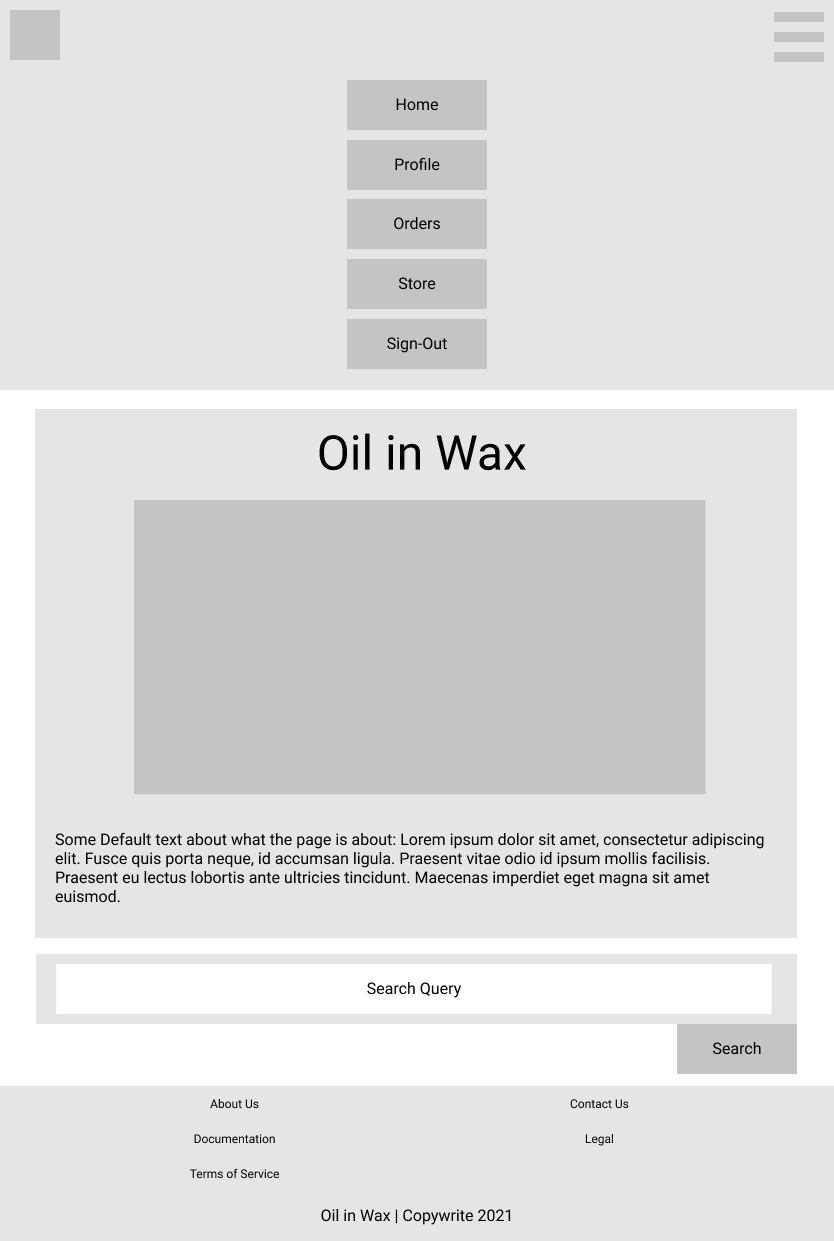 Home
Profile
Orders
Store
Sign-Out
Oil in Wax
Some Default text about what the page is about: Lorem ipsum dolor sit amet, consectetur adipiscing
elit. Fusce quis porta neque, id accumsan ligula. Praesent vitae odio id ipsum mollis facilisis.
Praesent eu lectus lobortis ante ultricies tincidunt. Maecenas imperdiet eget magna sit amet
euismod.
Search Query
Search
About Us
Contact Us
Documentation
Legal
Terms of Service
Oil in Wax | Copywrite 2021